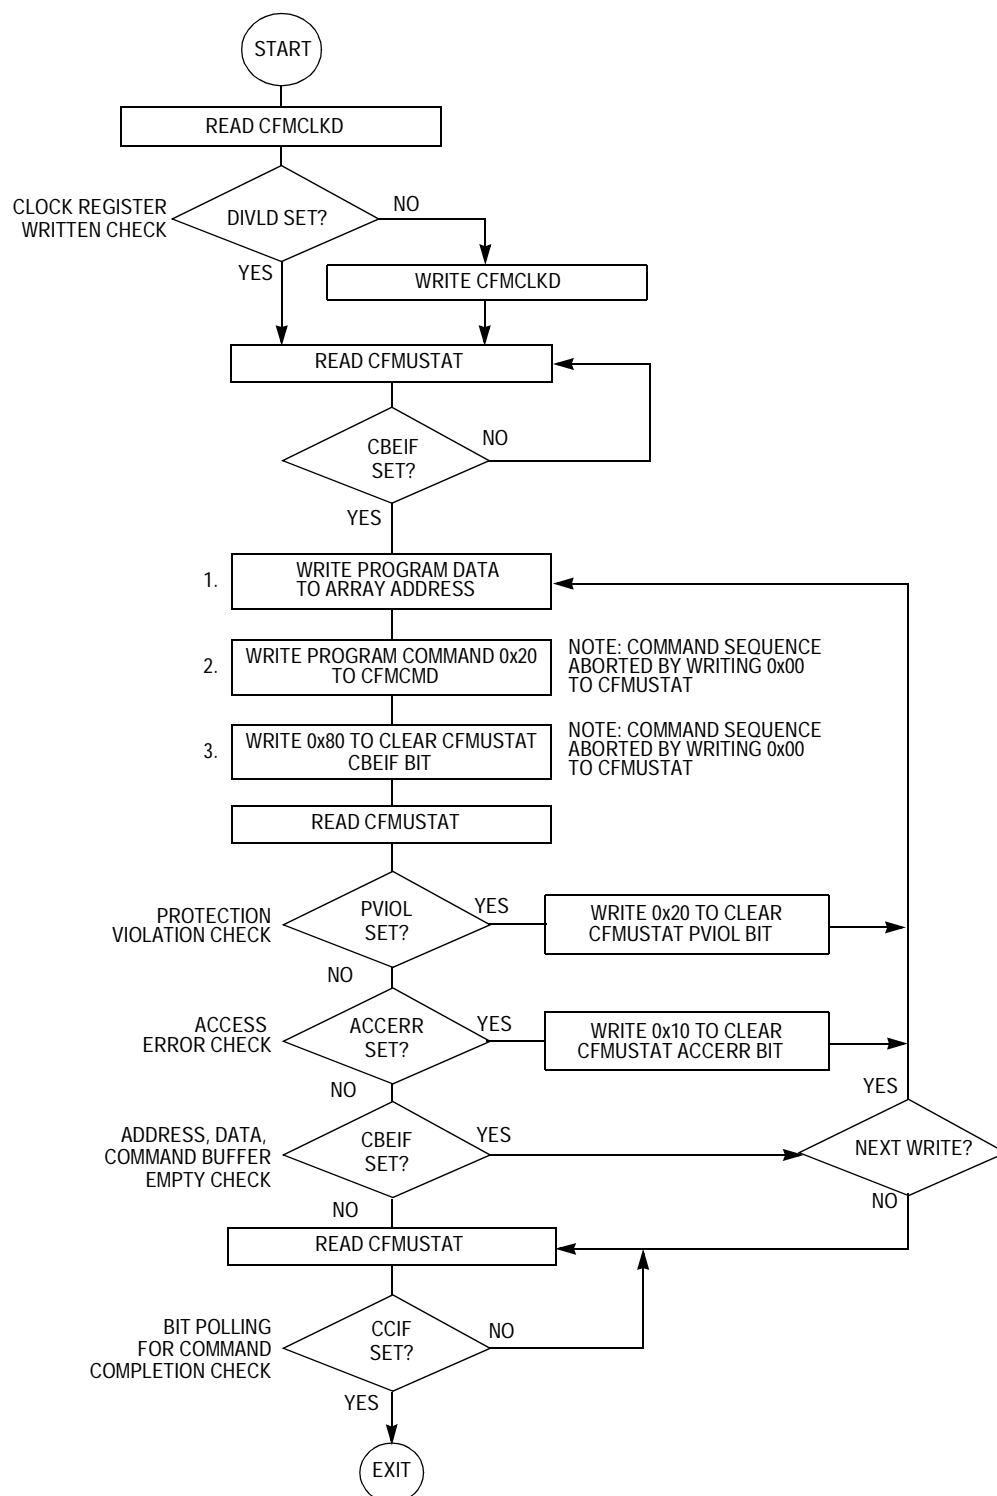 START
READ CFMCLKD
CLOCK REGISTER
WRITTEN CHECK
DIVLD SET?
NO
YES
WRITE CFMCLKD
READ CFMUSTAT
CBEIF
SET?
NO
YES
1.
WRITE PROGRAM DATA
TO ARRAY ADDRESS
2.
WRITE PROGRAM COMMAND 0x20
TO CFMCMD
NOTE: COMMAND SEQUENCE
ABORTED BY WRITING 0x00
TO CFMUSTAT
3.
WRITE 0x80 TO CLEAR CFMUSTAT
CBEIF BIT
NOTE: COMMAND SEQUENCE
ABORTED BY WRITING 0x00
TO CFMUSTAT
READ CFMUSTAT
PROTECTION
VIOLATION CHECK
PVIOL
SET?
YES
WRITE 0x20 TO CLEAR
CFMUSTAT PVIOL BIT
NO
ACCESS
ERROR CHECK
ACCERR
SET?
YES
WRITE 0x10 TO CLEAR
CFMUSTAT ACCERR BIT
NO
YES
ADDRESS, DATA,
COMMAND BUFFER
EMPTY CHECK
CBEIF
SET?
YES
NEXT WRITE?
NO
NO
READ CFMUSTAT
BIT POLLING
FOR COMMAND
COMPLETION CHECK
CCIF
SET?
NO
YES
EXIT